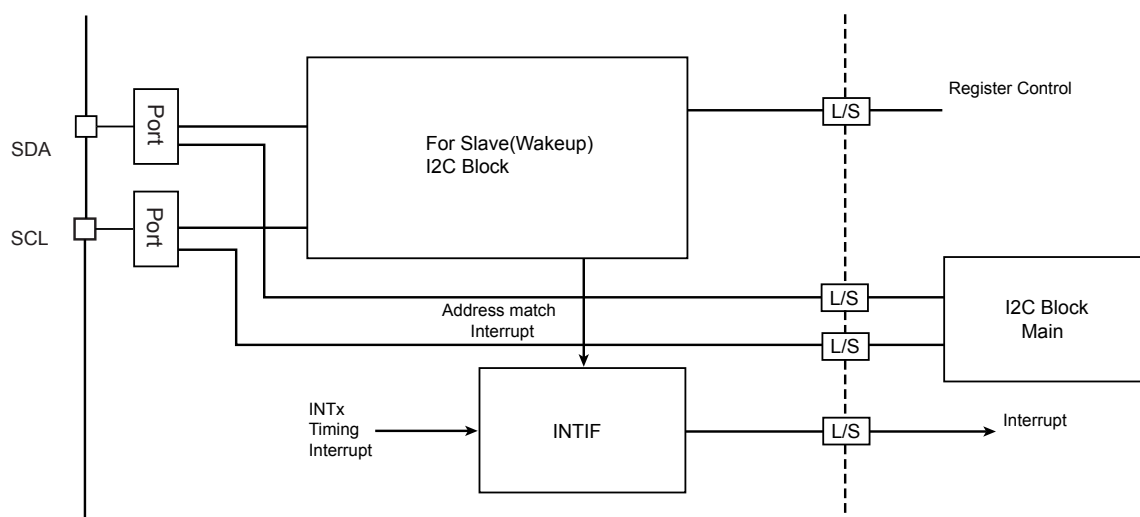 Port
SDA
For Slave(Wakeup)
I2C Block
L/S
Register Control
Port
SCL
L/S
Address match
Interrupt
L/S
I2C Block
Main
INTx
Timing
Interrupt
INTIF
L/S
Interrupt